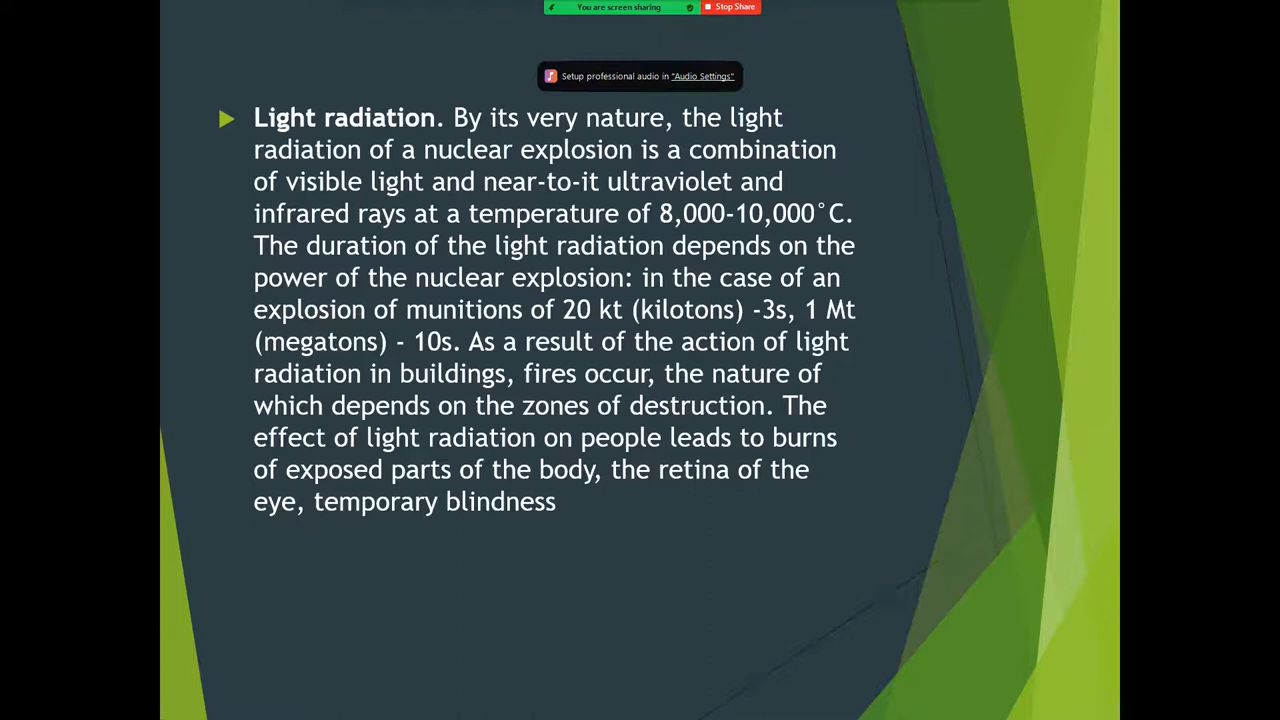 You are screen sharing
Stop Share
Setup professional audio in "Audio Settings"
Light radiation. By its very nature, the light
radiation of a nuclear explosion is a combination
of visible light and near-to-it ultraviolet and
infrared rays at a temperature of 8,000-10,000°C.
The duration of the light radiation depends on the
power of the nuclear explosion: in the case of an
explosion of munitions of 20 kt (kilotons) -3s, 1 Mt
(megatons) - 10s. As a result of the action of light
radiation in buildings, fires occur, the nature of
which depends on the zones of destruction. The
effect of light radiation on people leads to burns
of exposed parts of the body, the retina of the
eye, temporary blindness